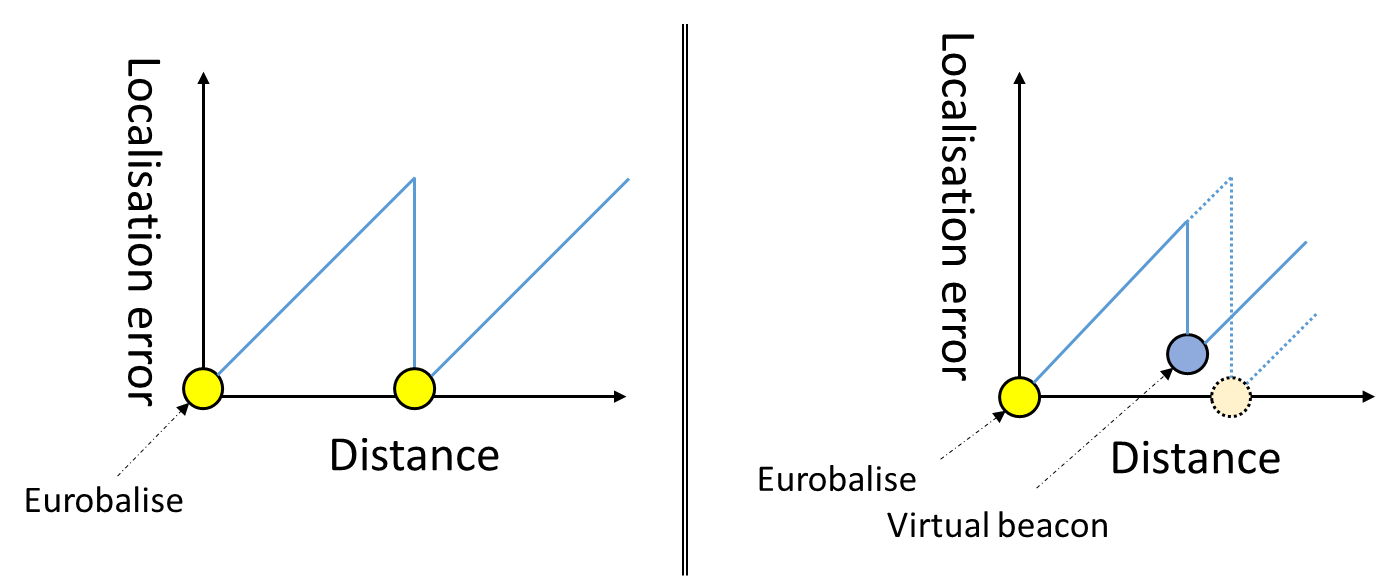 Localisation error
Distance
Eurobalise
Localisation error
Distance
Eurobalise
Virtual beacon